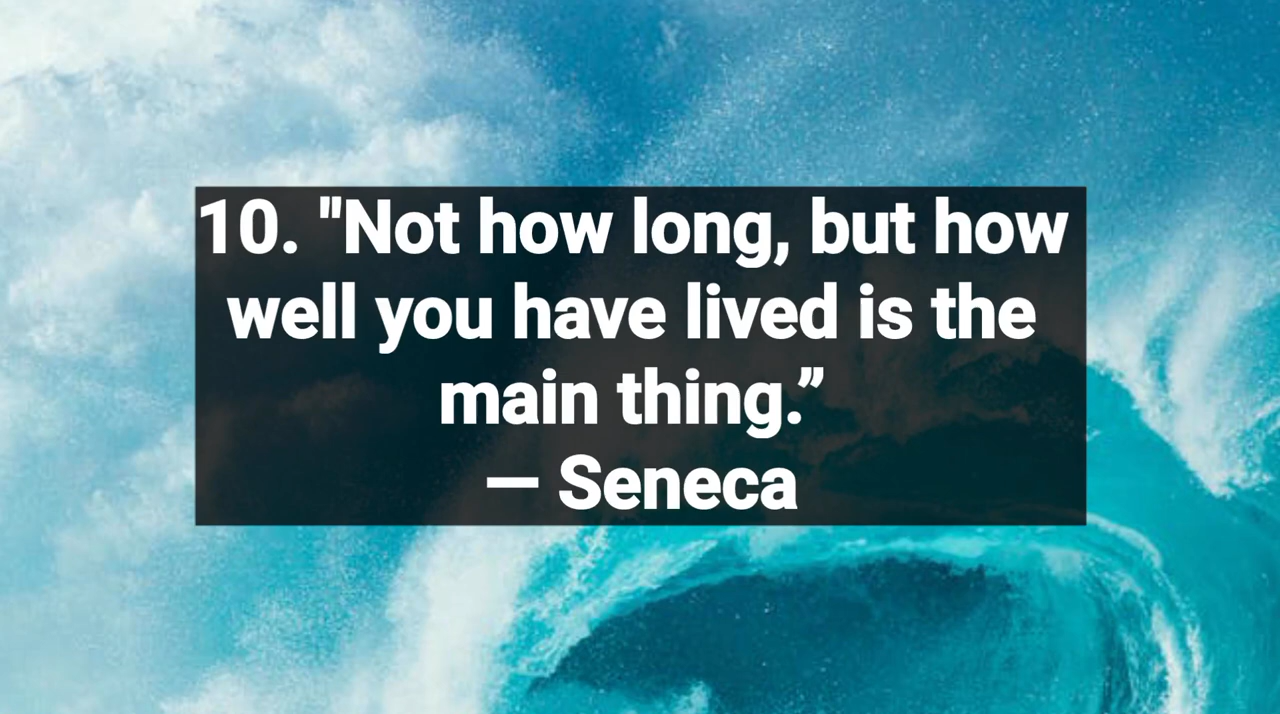 10. "Not how long, but how
well you have lived is the
main thing.”
— Seneca